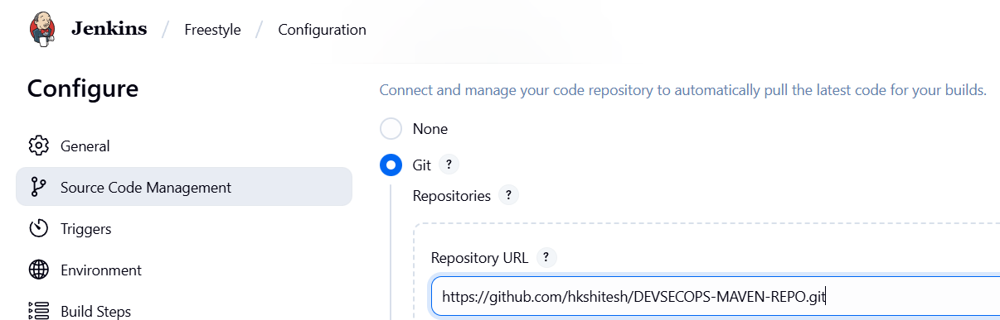 Jenkins / Freestyle / Configuration
Configure
General
Source Code Management
Triggers
Environment
Build Steps
Connect and manage your code repository to automatically pull the latest code for your builds.
None
Git ?
Repositories ?
Repository URL ?
https://github.com/hkshitesh/DEVSECOPS-MAVEN-REPO.git